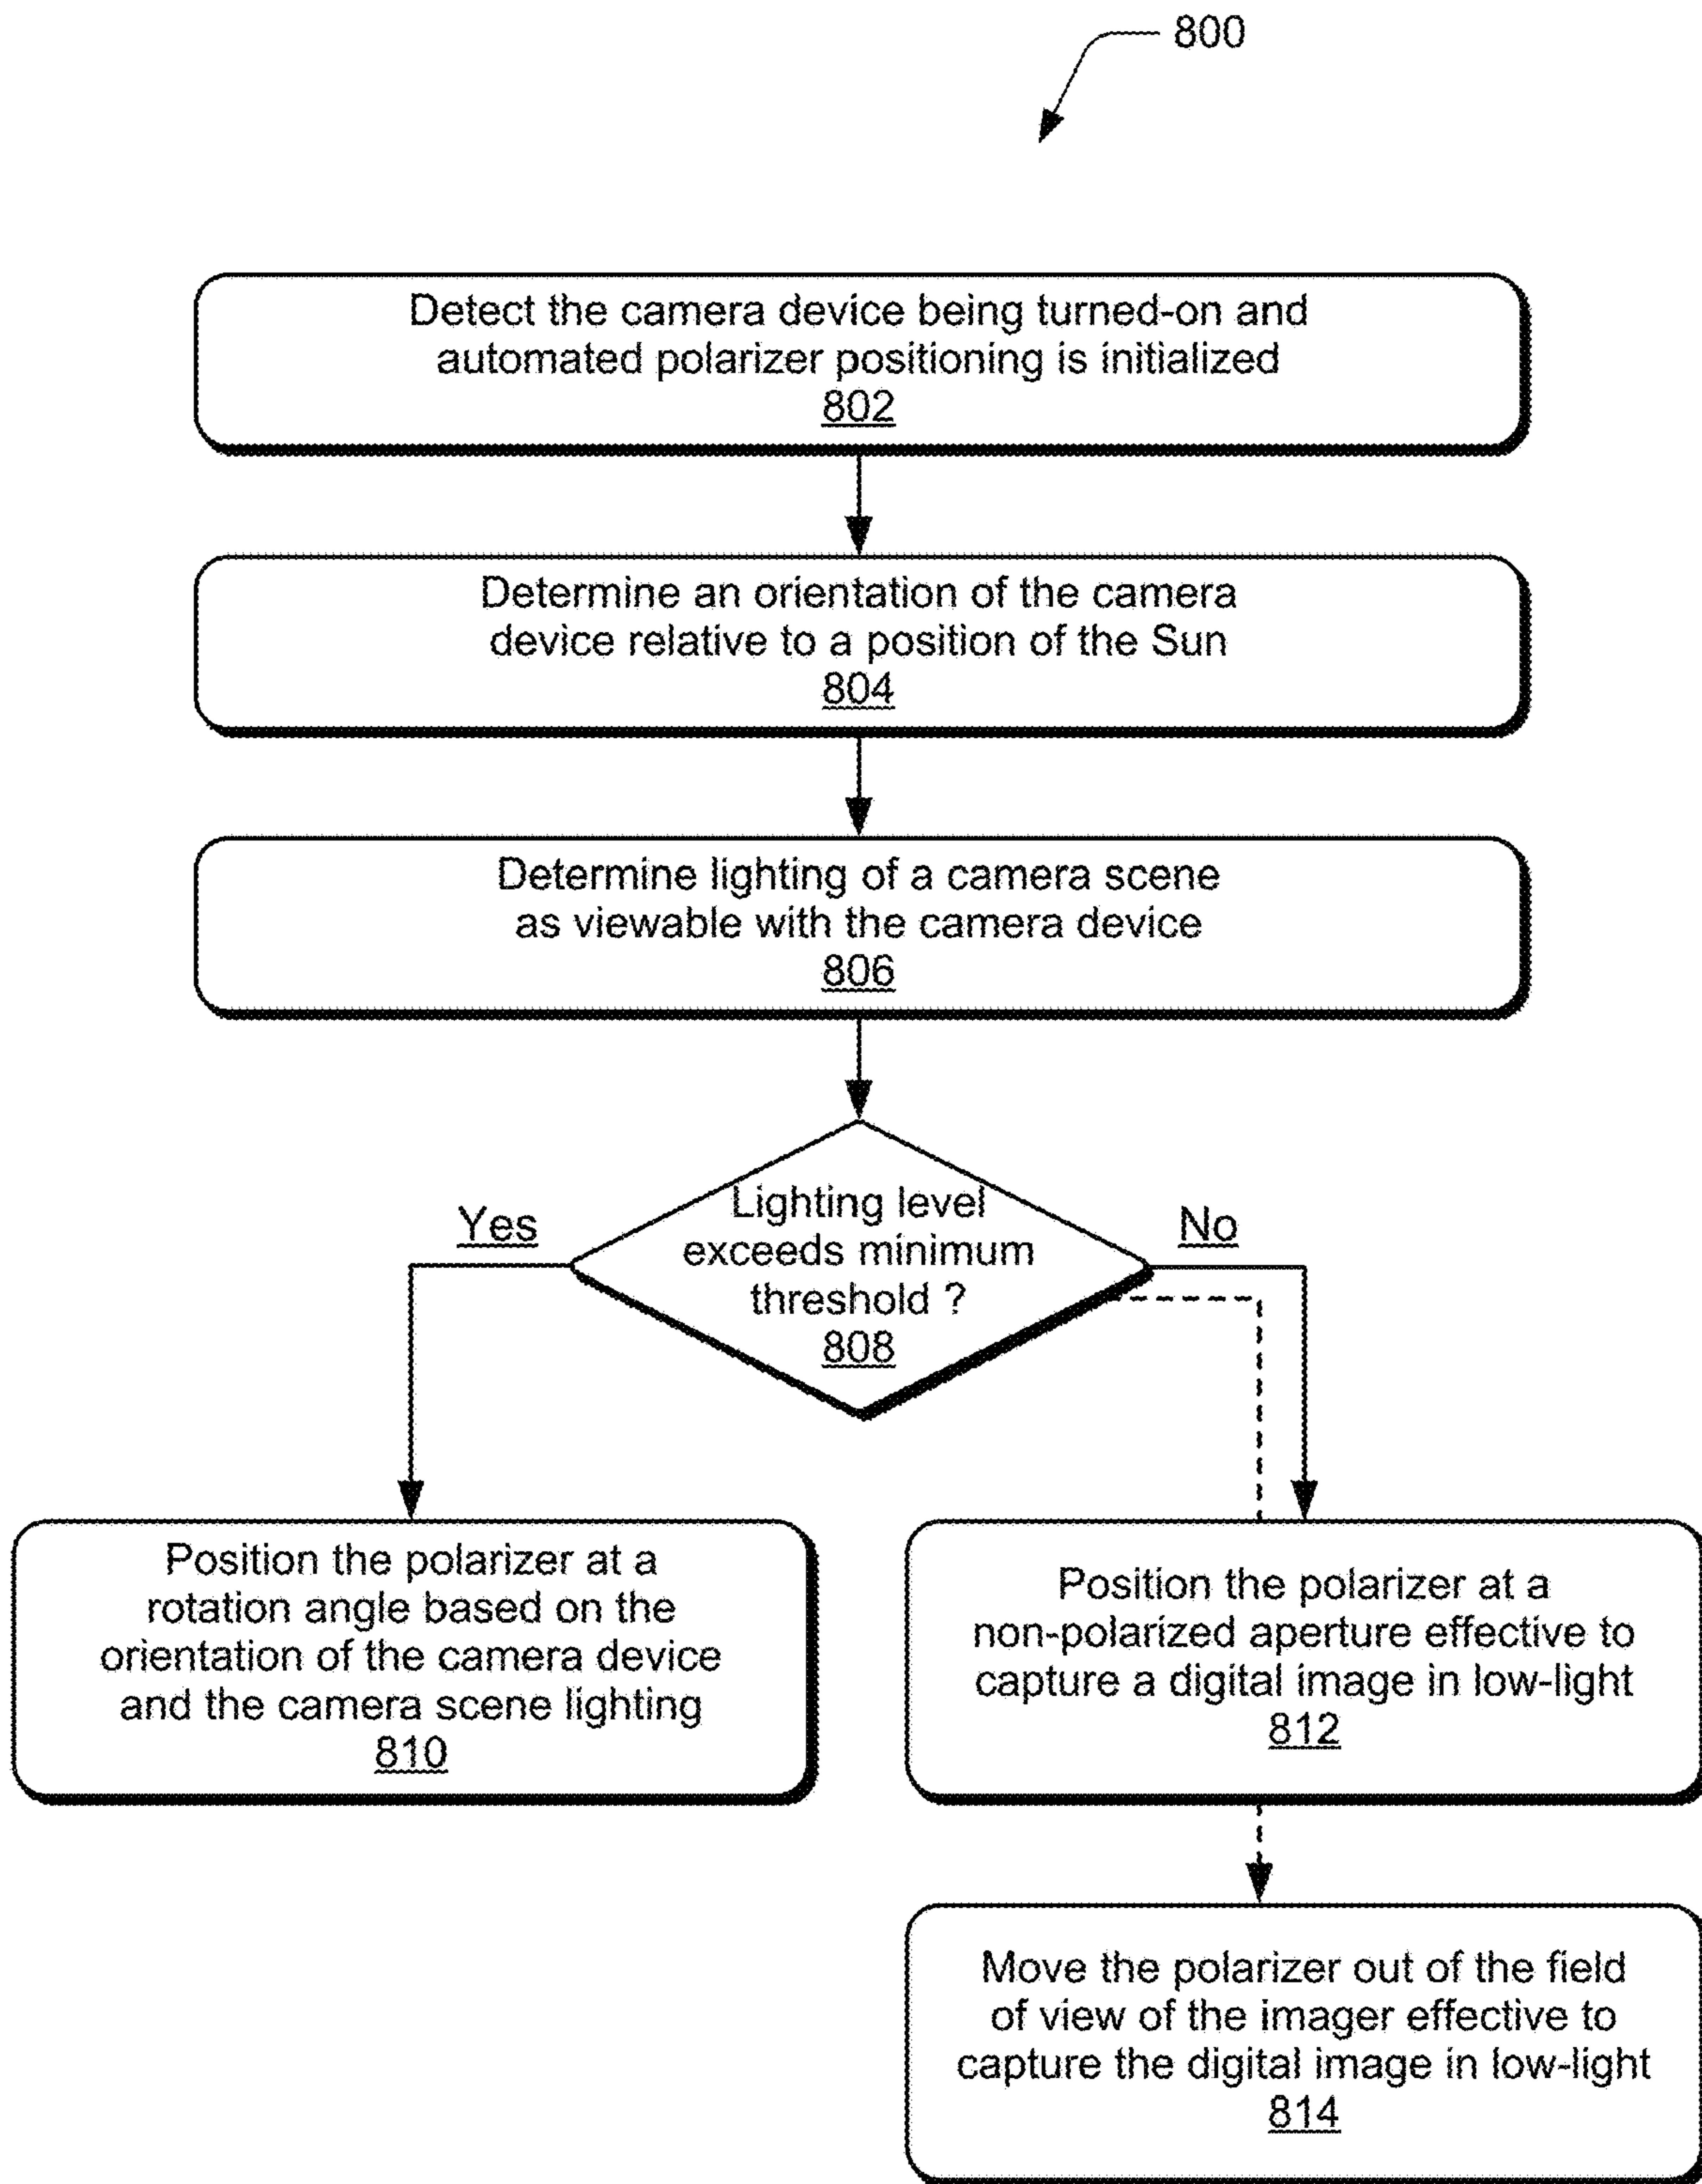 800
Detect the camera device being turned-on and
automated polarizer positioning is initialized
802
Determine an orientation of the camera
device relative to a position of the Sun
804
Determine lighting of a camera scene
as viewable with the camera device
806
Lighting level
exceeds minimum
threshold ?
808
Yes
No
Position the polarizer at a
rotation angle based on the
orientation of the camera device
and the camera scene lighting
810
Position the polarizer at a
non-polarized aperture effective to
capture a digital image in low-light
812
Move the polarizer out of the field
of view of the imager effective to
capture the digital image in low-light
814